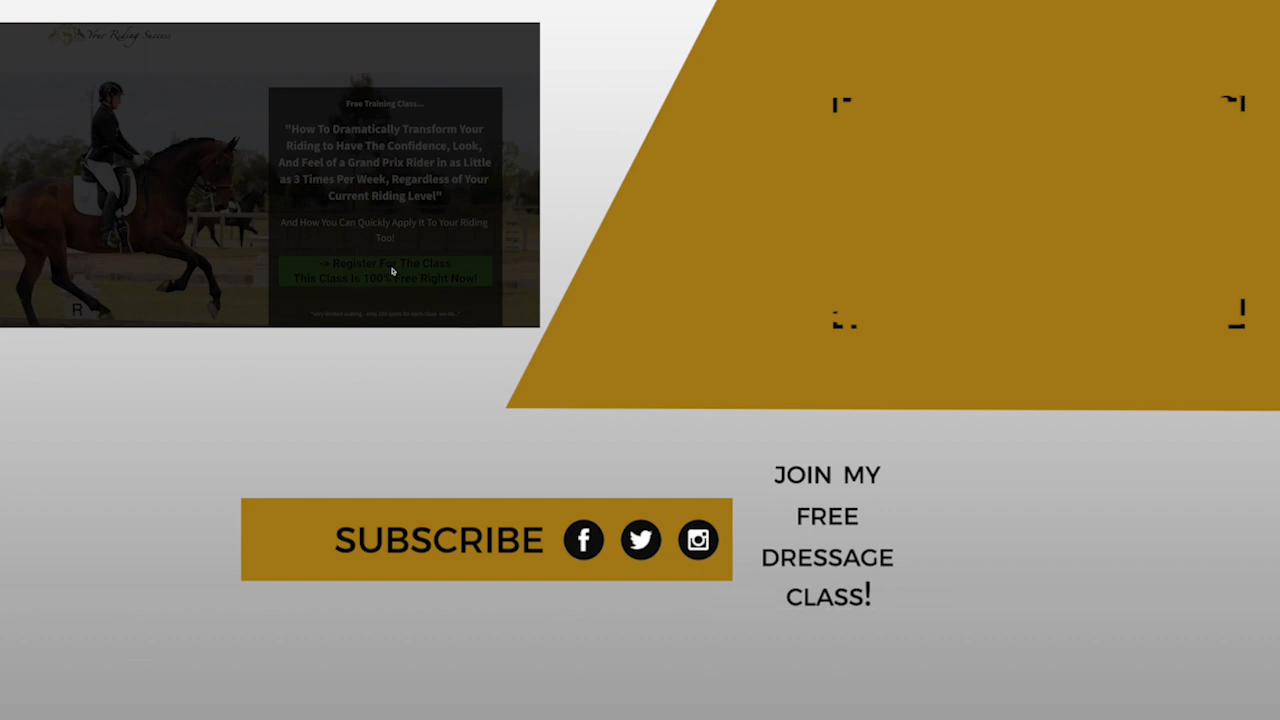 Your Riding Success
Free Training Class...
"How To Dramatically Transform Your
Riding to Have The Confidence, Look,
And Feel of a Grand Prix Rider in as Little
as 3 Times Per Week, Regardless of Your
Current Riding Level"
And How You Can Quickly Apply It To Your Riding
Too!
-> Register For The Class
This Class Is 100% Free Right Now!
R
SUBSCRIBE
JOIN MY
FREE
DRESSAGE
CLASS!